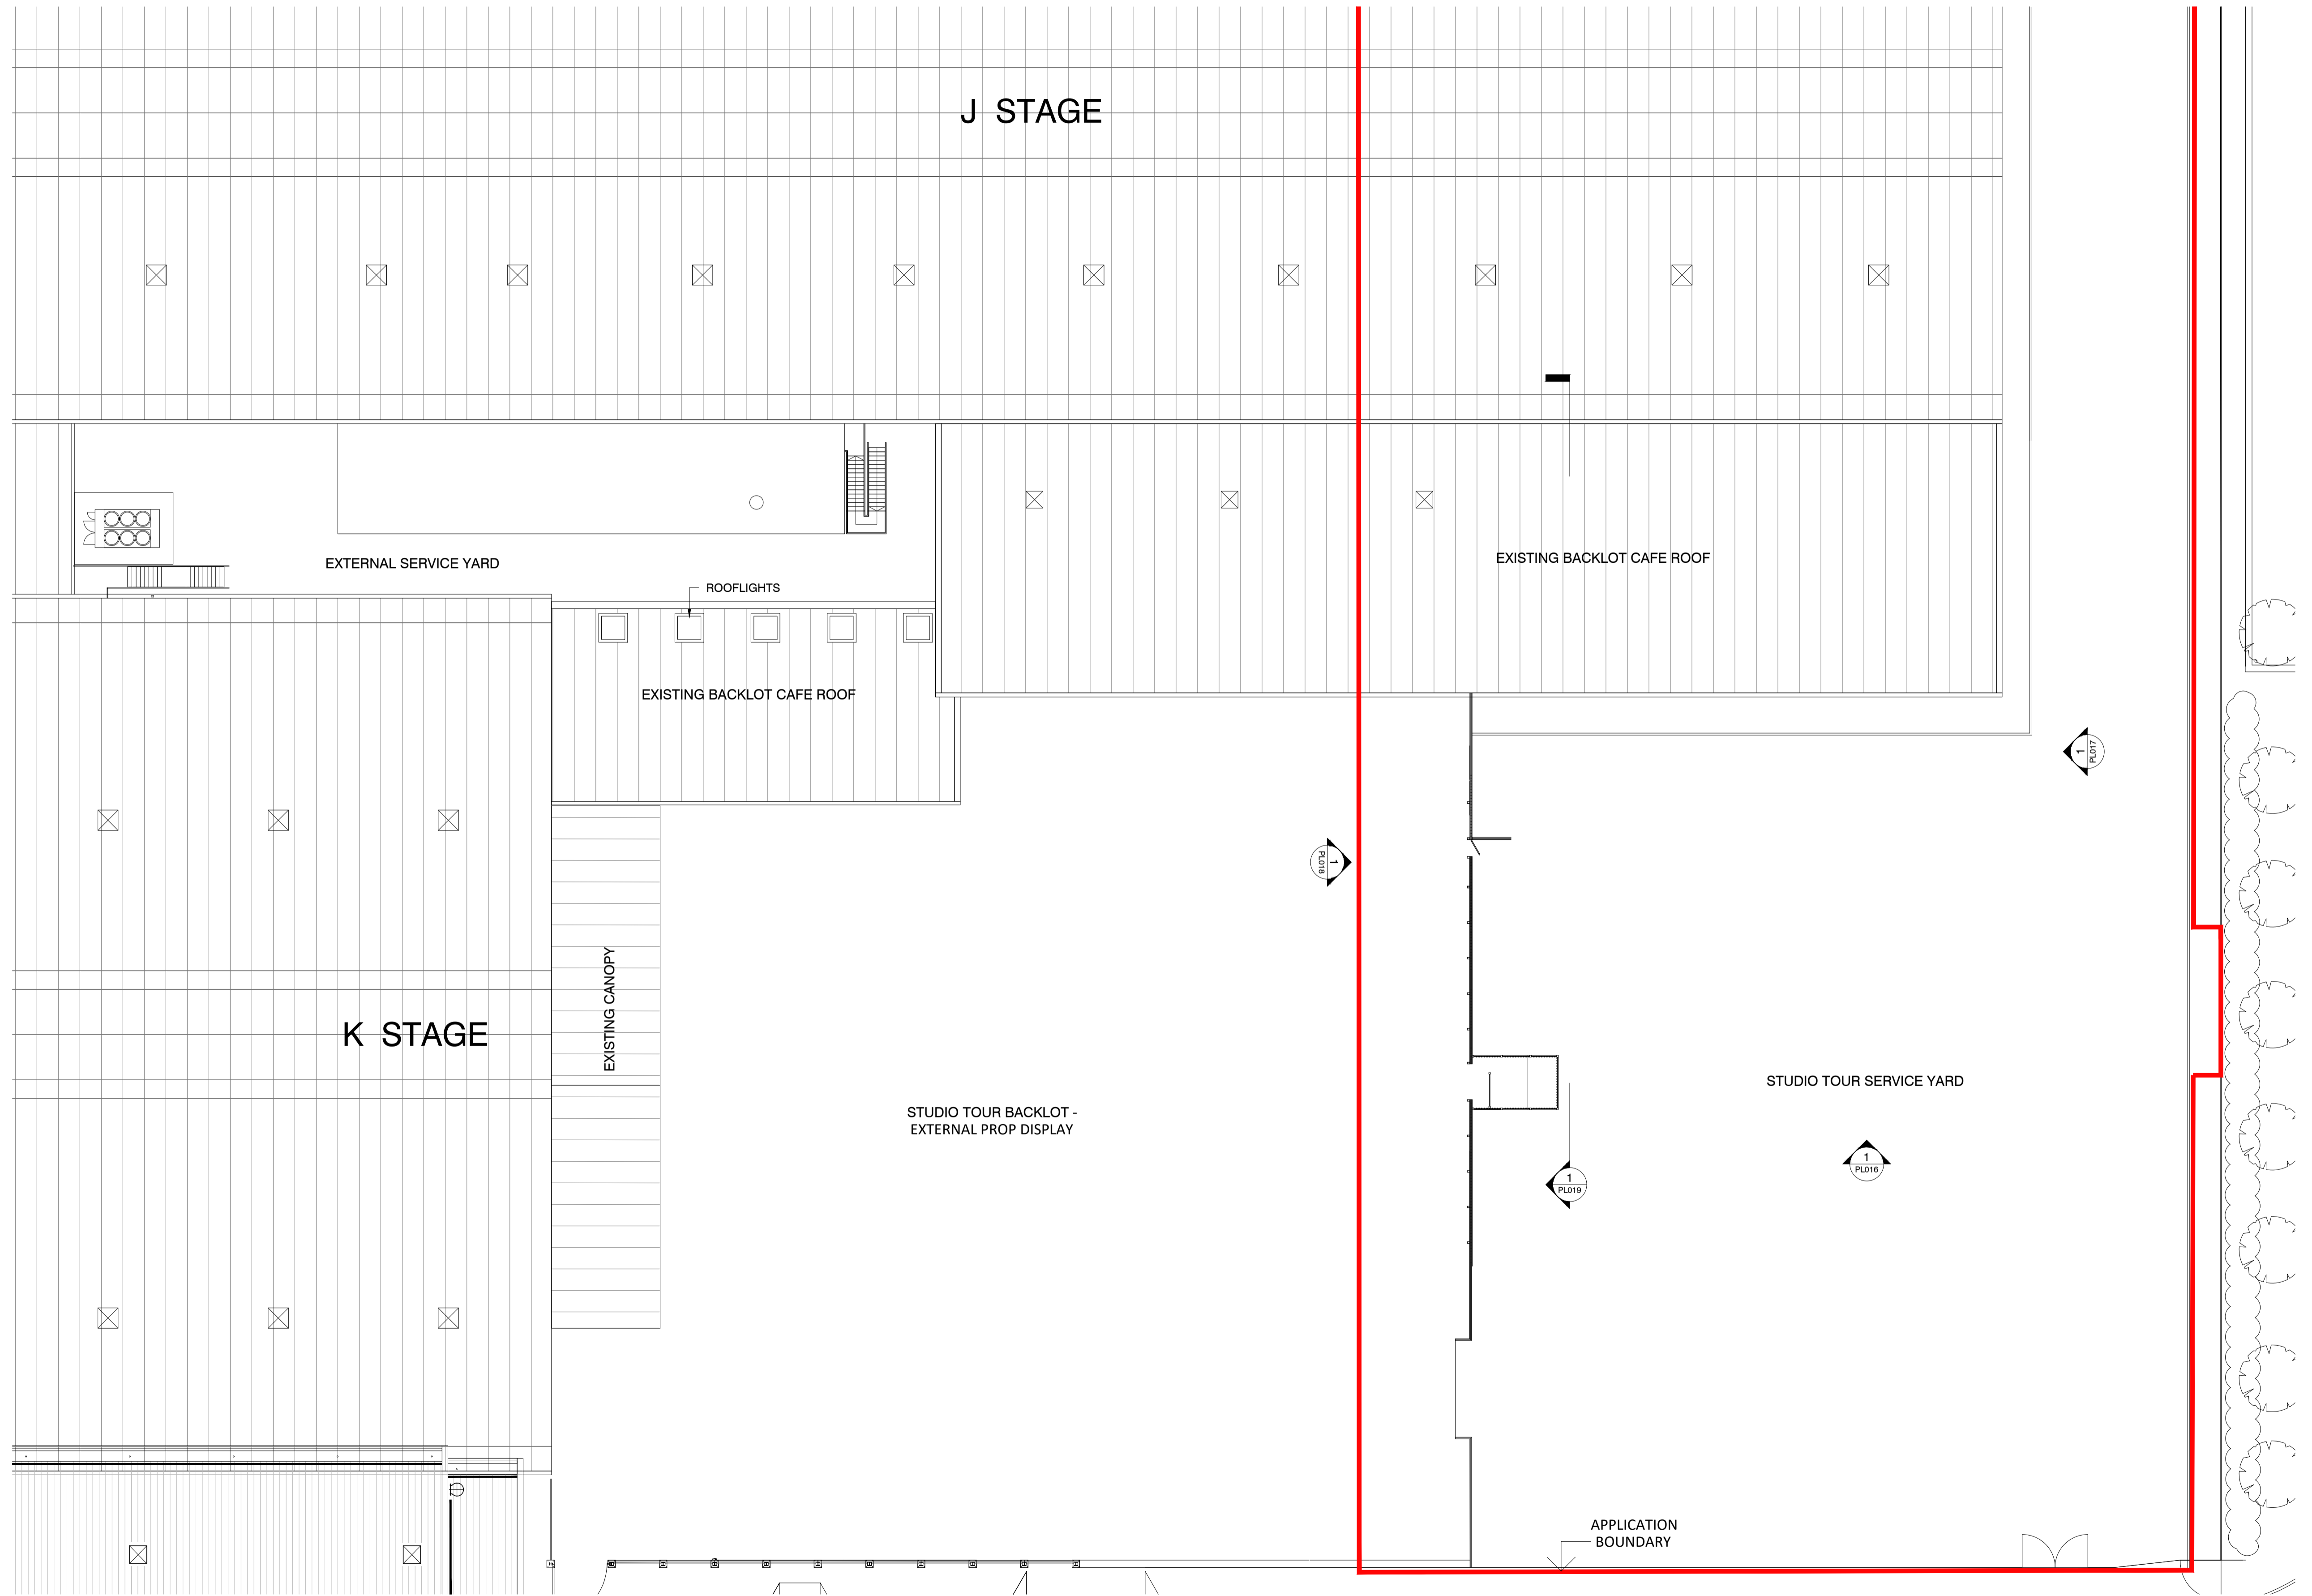 J STAGE
EXTERNAL SERVICE YARD
EXISTING BACKLOT CAFE ROOF
ROOFLIGHTS
EXISTING BACKLOT CAFE ROOF
1
PL017
1
PL018
EXISTING CANOPY
K STAGE
STUDIO TOUR BACKLOT -
EXTERNAL PROP DISPLAY
STUDIO TOUR SERVICE YARD
1
PL016
1
PL019
APPLICATION
BOUNDARY